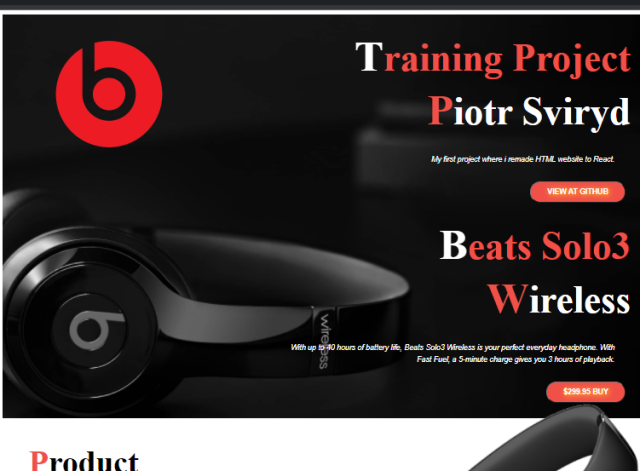 Training Project
Piotr Sviryd
My first project where i remade HTML website to React.
VIEW AT GITHUB
Beats Solo3
Wireless
wireless
With up to 40 hours of battery life, Beats Solo3 Wireless is your perfect everyday headphone. With
Fast Fuel, a 5-minute charge gives you 3 hours of playback.
$299.95 BUY
Product